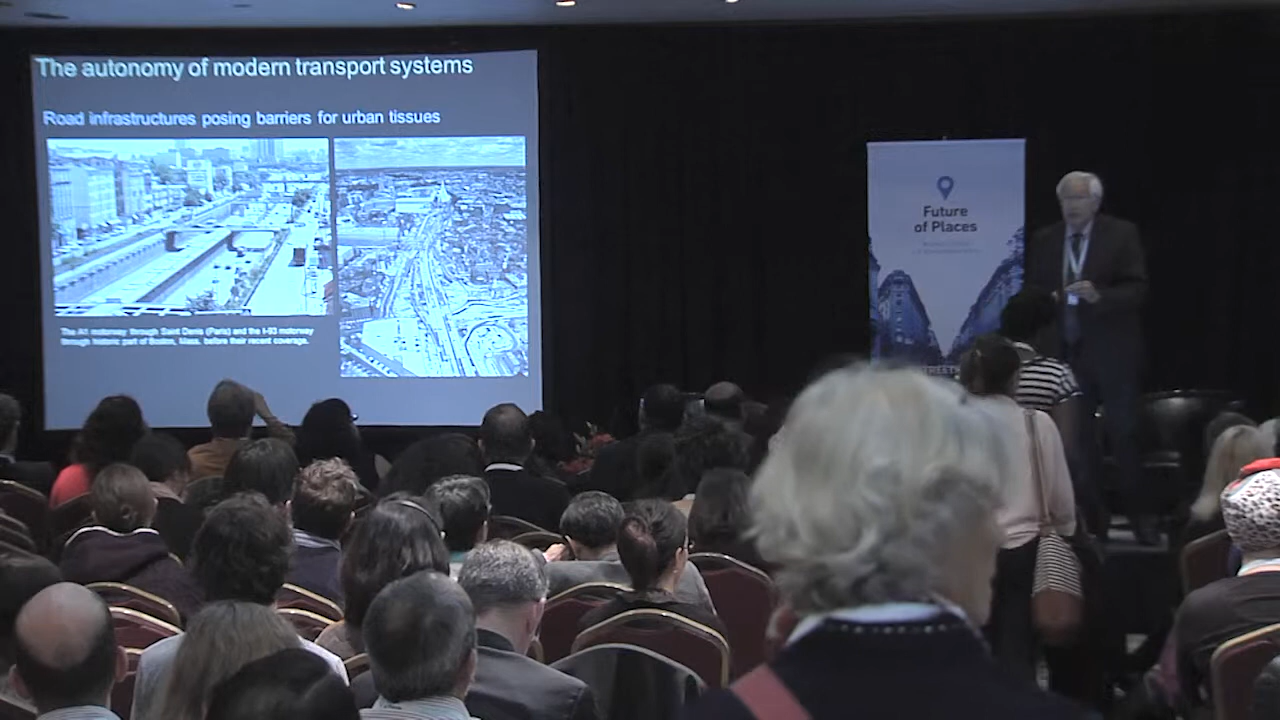 The autonomy of modern transport systems
Road infrastructures posing barriers for urban tissues
The A1 motorway through Saint Denis (Paris) and the I-93 motorway
through historic part of Boston, Mass, before their recent coverage.
Future
of Places